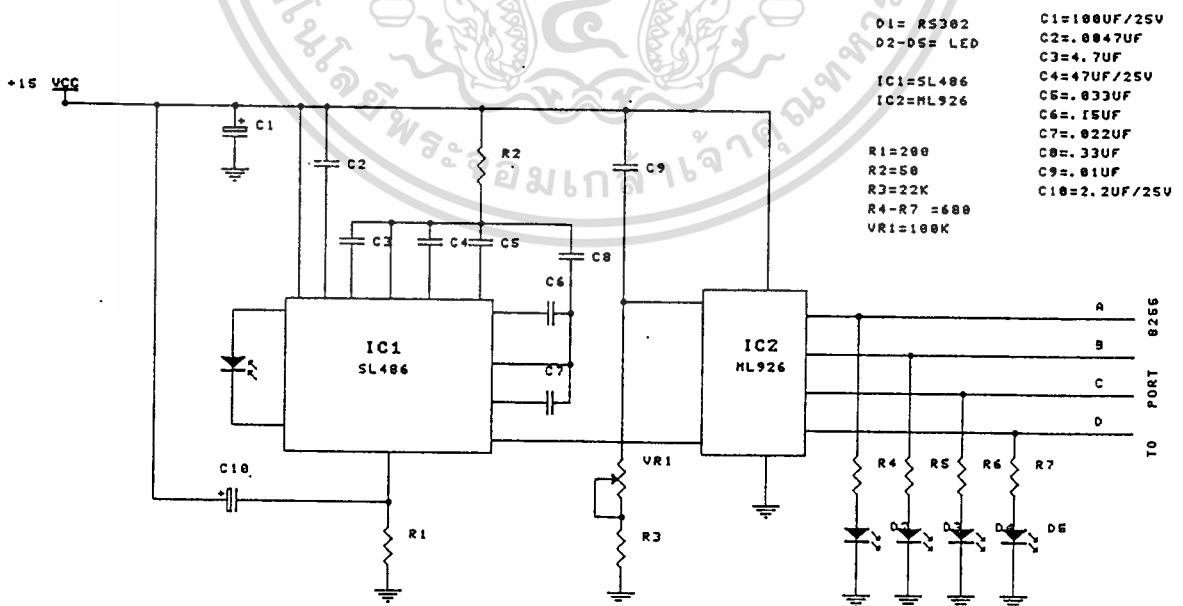 D1= RS302
D2-D5= LED
IC1=SL486
IC2=ML926
R1=200
R2=50
R3=22K
R4-R7 =680
VR1=100K
C1=100UF/25V
C2=.0047UF
C3=4.7UF
C4=47UF/25V
C5=.033UF
C6=.15UF
C7=.022UF
C8=.33UF
C9=.01UF
C10=2.2UF/25V
+15 VCC
+ C1
C2
R2
C9
C3
C4
C5
C8
C6
C7
IC1
SL486
IC2
ML926
A
B
C
D
TO PORT 8255
C10
+
R1
VR1
R3
R4
R5
R6
R7
D2
D3
D4
D5